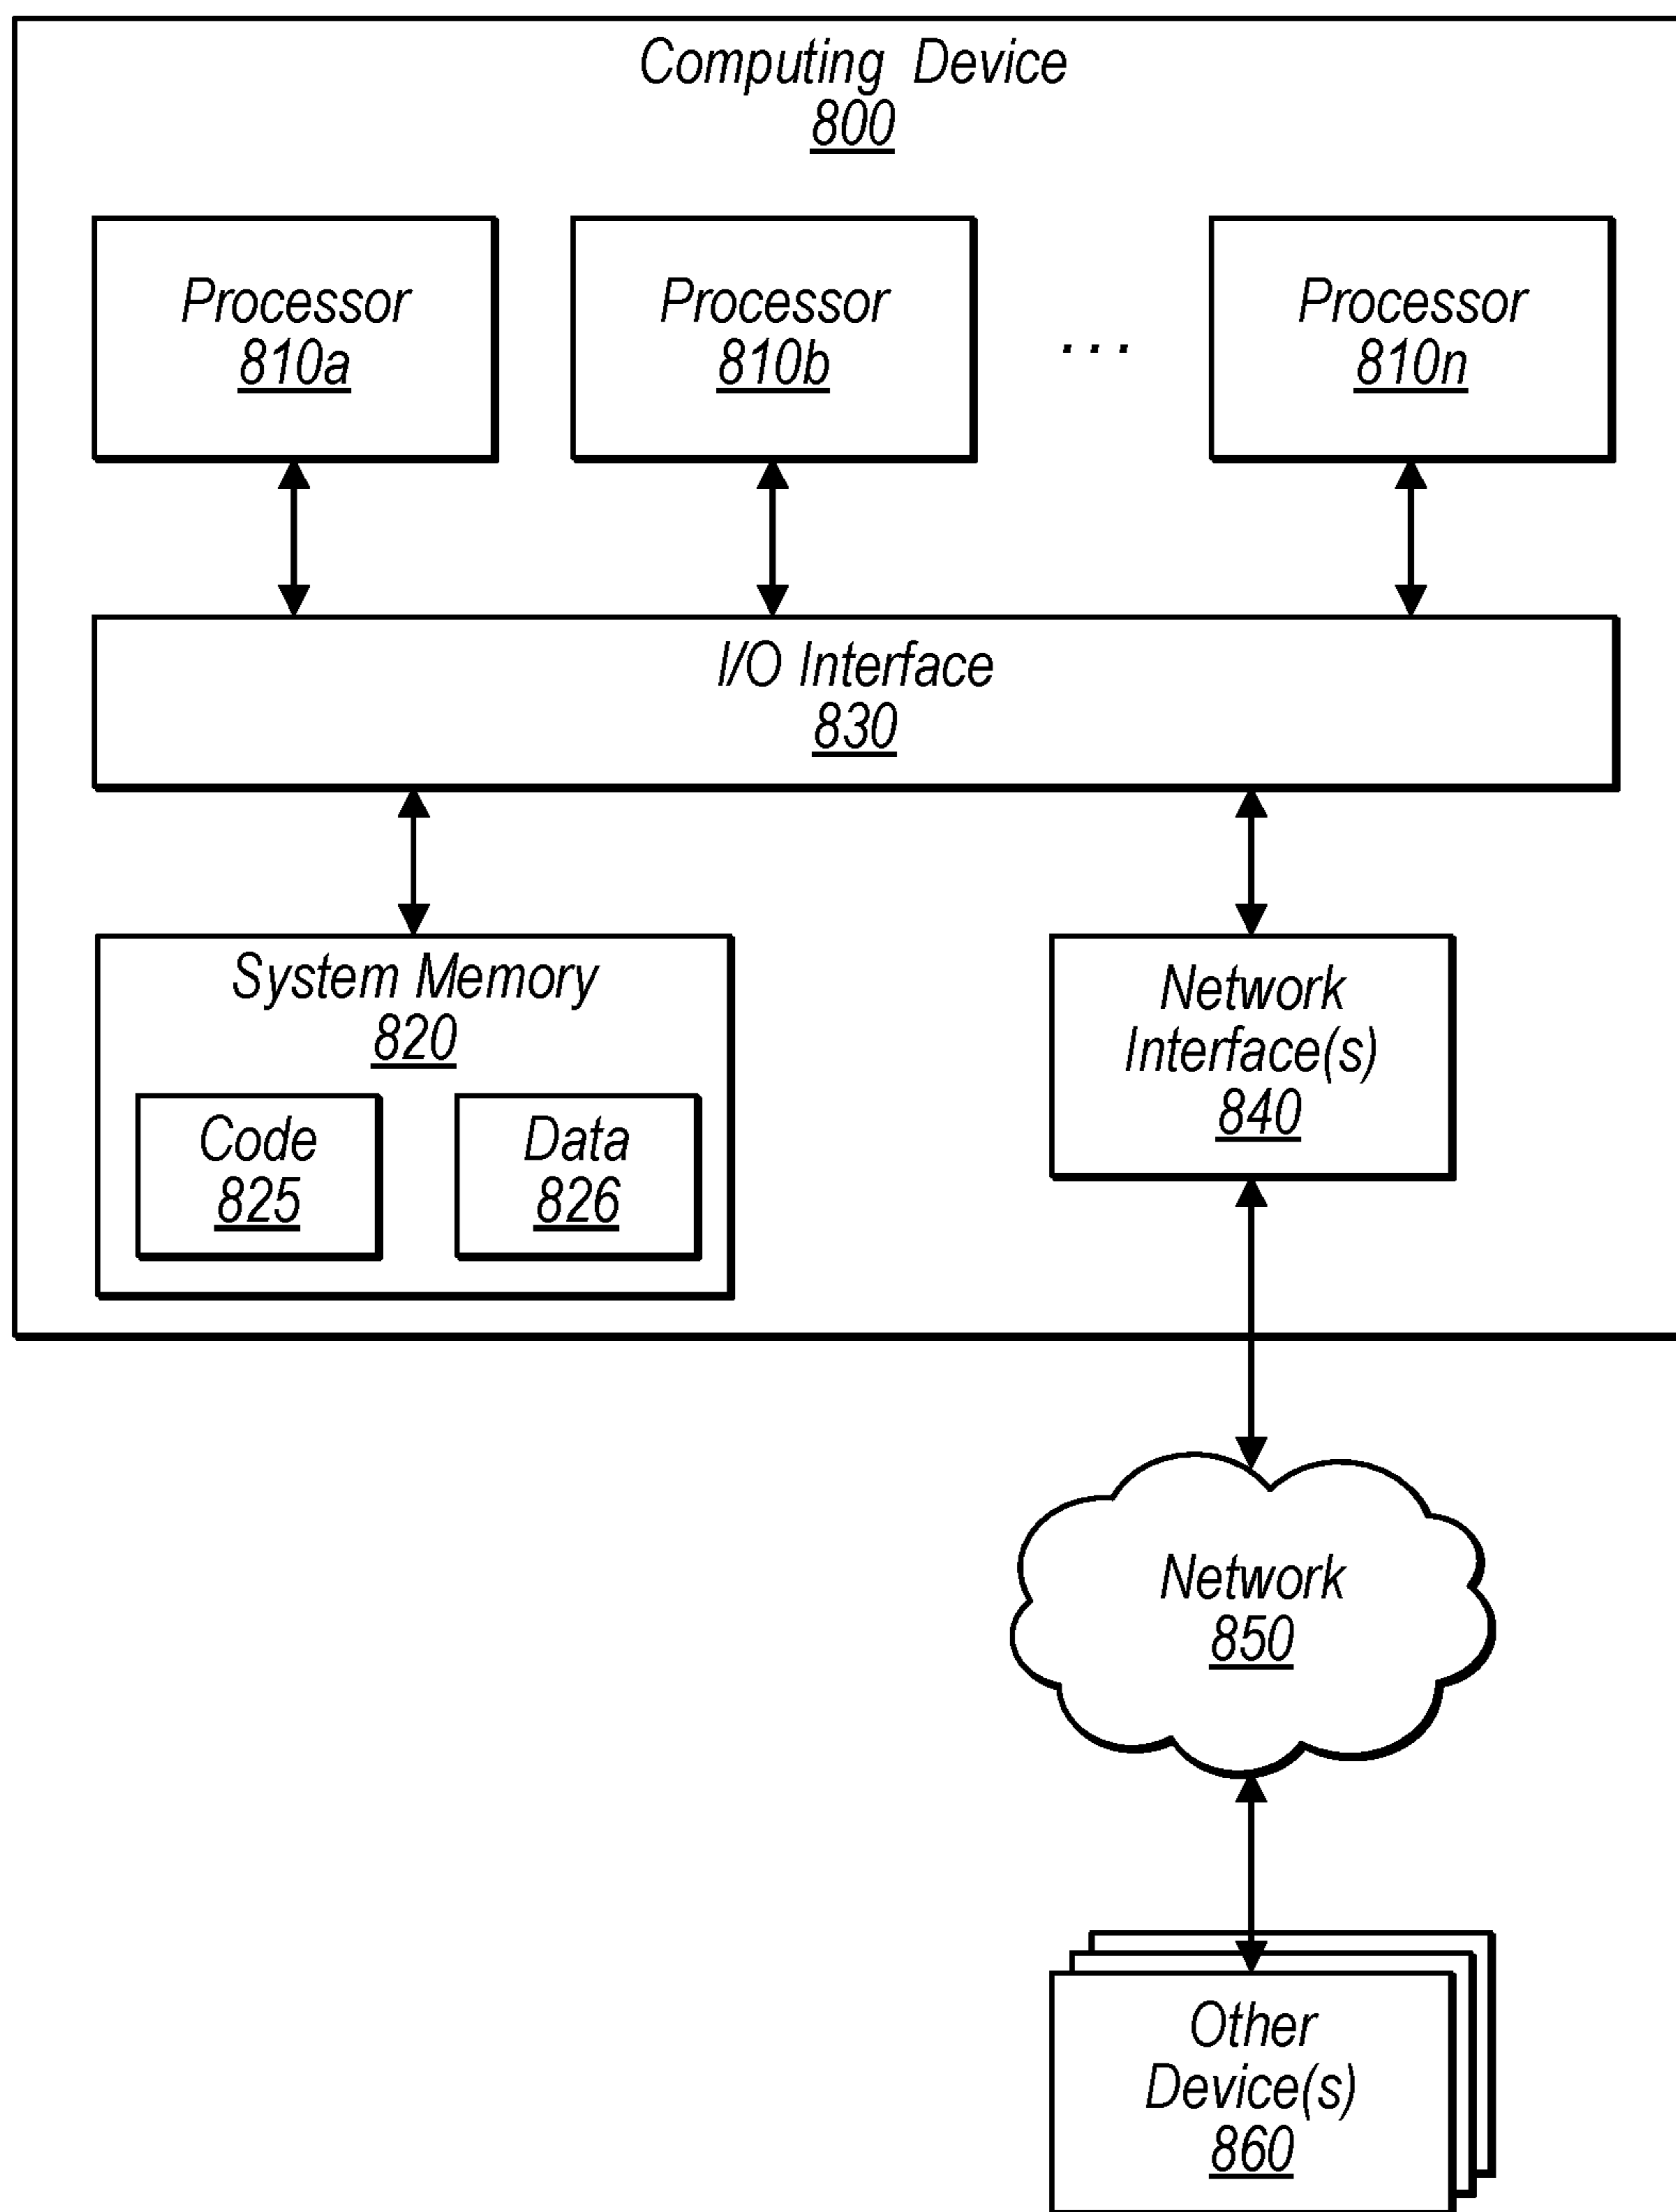 Computing Device
800
Processor
810a
Processor
810b
...
Processor
810n
I/O Interface
830
System Memory
820
Code
825
Data
826
Network
Interface(s)
840
Network
850
Other
Device(s)
860